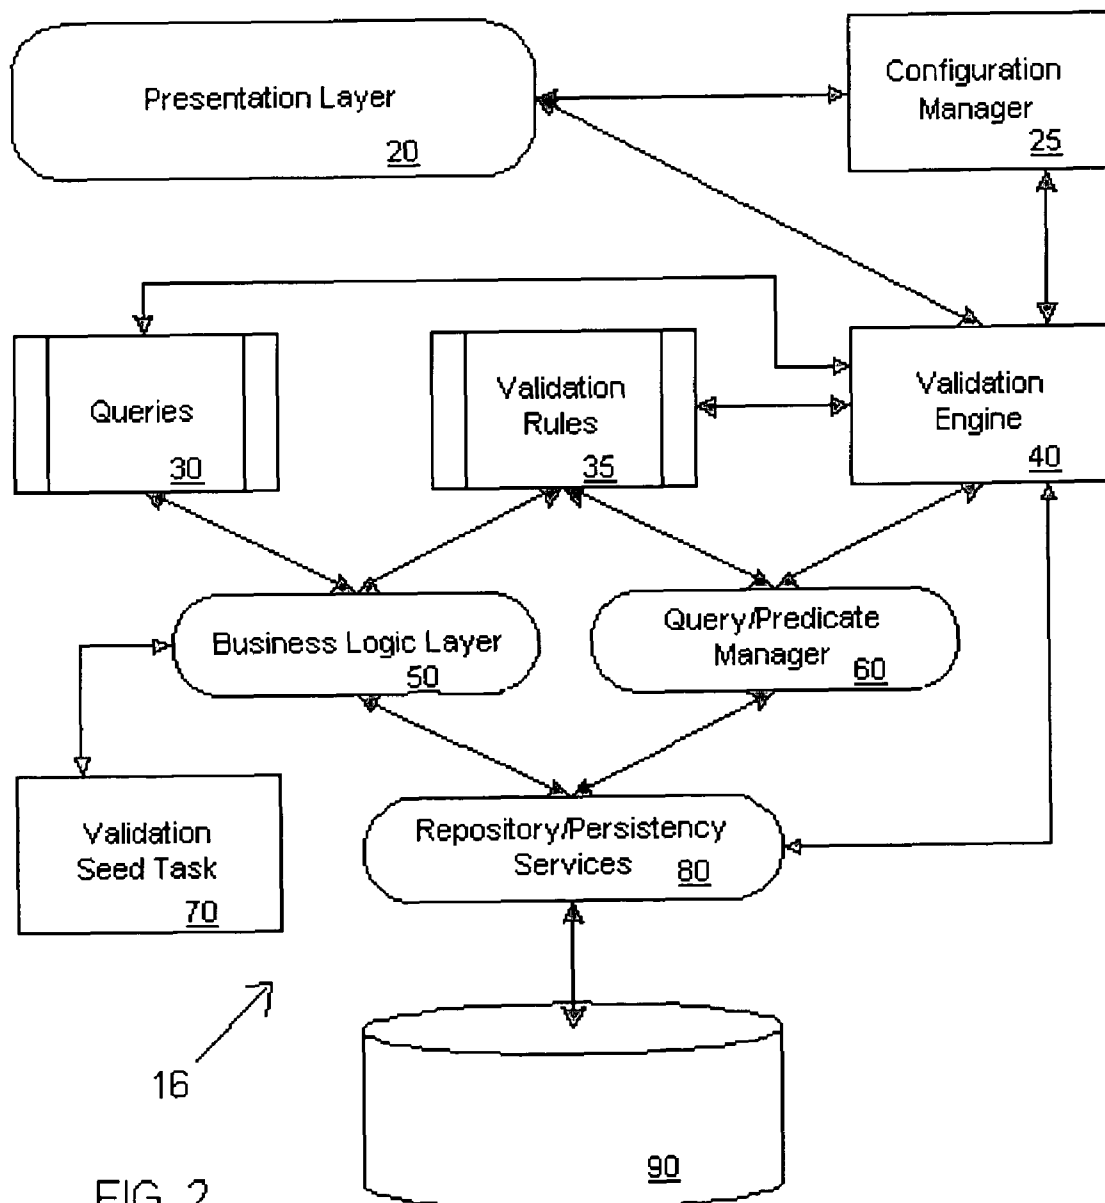 Presentation Layer
20
Configuration
Manager
25
Queries
30
Validation
Rules
35
Validation
Engine
40
Business Logic Layer
50
Query/Predicate
Manager
60
Validation
Seed Task
70
Repository/Persistency
Services
80
16
90
FIG. 2